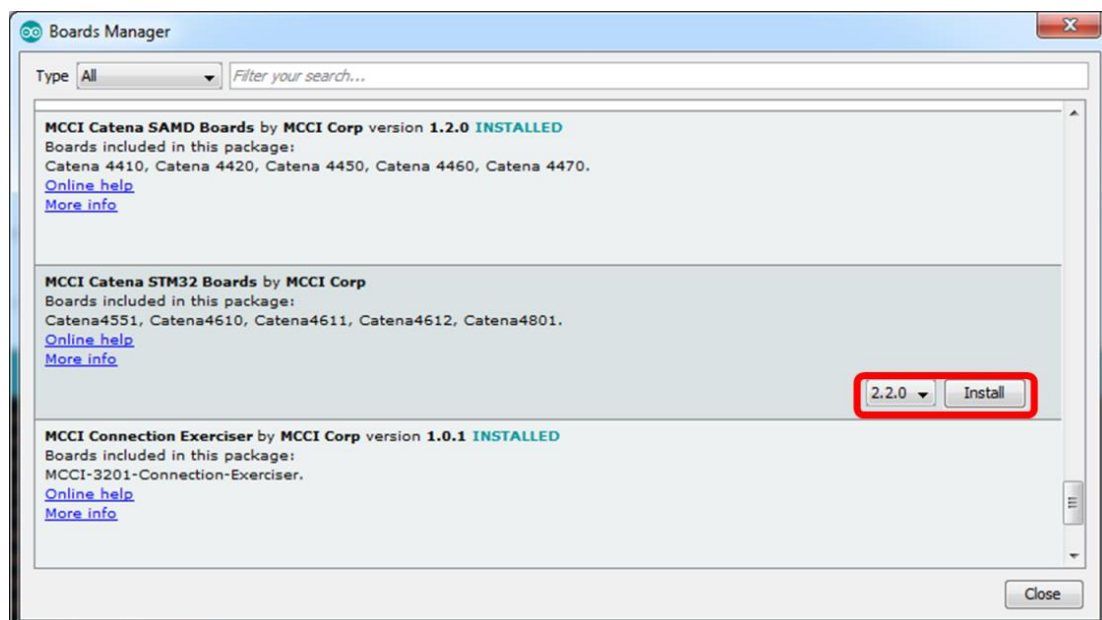 Boards Manager
Type All Filter your search...
MCCI Catena SAMD Boards by MCCI Corp version 1.2.0 INSTALLED
Boards included in this package:
Catena 4410, Catena 4420, Catena 4450, Catena 4460, Catena 4470.
Online help
More info
MCCI Catena STM32 Boards by MCCI Corp
Boards included in this package:
Catena4551, Catena4610, Catena4611, Catena4612, Catena4801.
Online help
More info
2.2.0 Install
MCCI Connection Exerciser by MCCI Corp version 1.0.1 INSTALLED
Boards included in this package:
MCCI-3201-Connection-Exerciser.
Online help
More info
Close